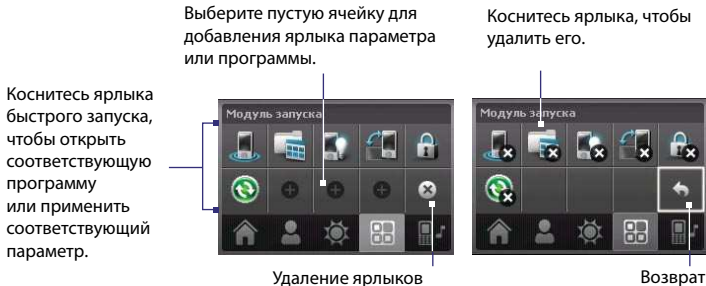 Выберите пустую ячейку для
добавления ярлыка параметра
или программы.
Коснитесь ярлыка, чтобы
удалить его.
Коснитесь ярлыка
быстрого запуска,
чтобы открыть
соответствующую
программу
или применить
соответствующий
параметр.
Модуль запуска
Модуль запуска
Удаление ярлыков
Возврат